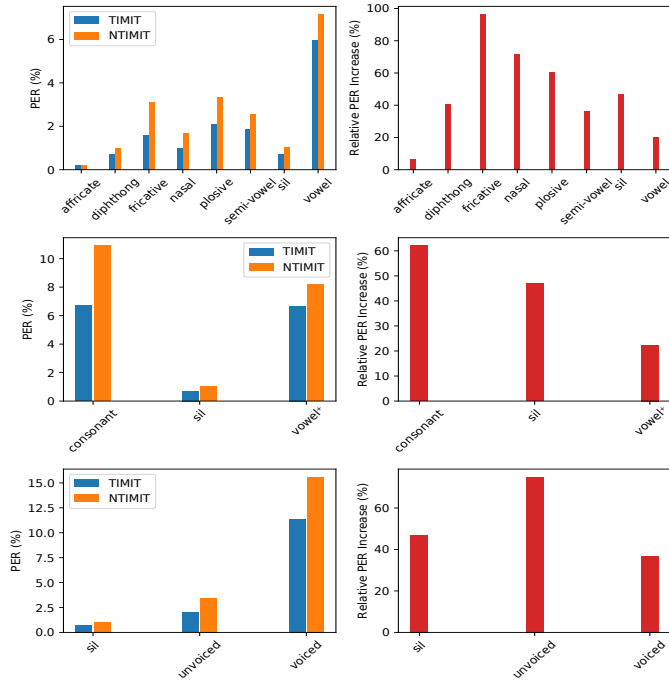 TIMIT
NTIMIT
PER (%)
6
4
2
0
affricate
diphthong
fricative
nasal
plosive
semi-vowel
sil
vowel
Relative PER Increase (%)
100
80
60
40
20
0
affricate
diphthong
fricative
nasal
plosive
semi-vowel
sil
vowel
TIMIT
NTIMIT
PER (%)
10
8
6
4
2
0
consonant
sil
vowel⁺
Relative PER Increase (%)
60
50
40
30
20
10
0
consonant
sil
vowel⁺
TIMIT
NTIMIT
PER (%)
15.0
12.5
10.0
7.5
5.0
2.5
0.0
sil
unvoiced
voiced
Relative PER Increase (%)
60
40
20
0
sil
unvoiced
voiced